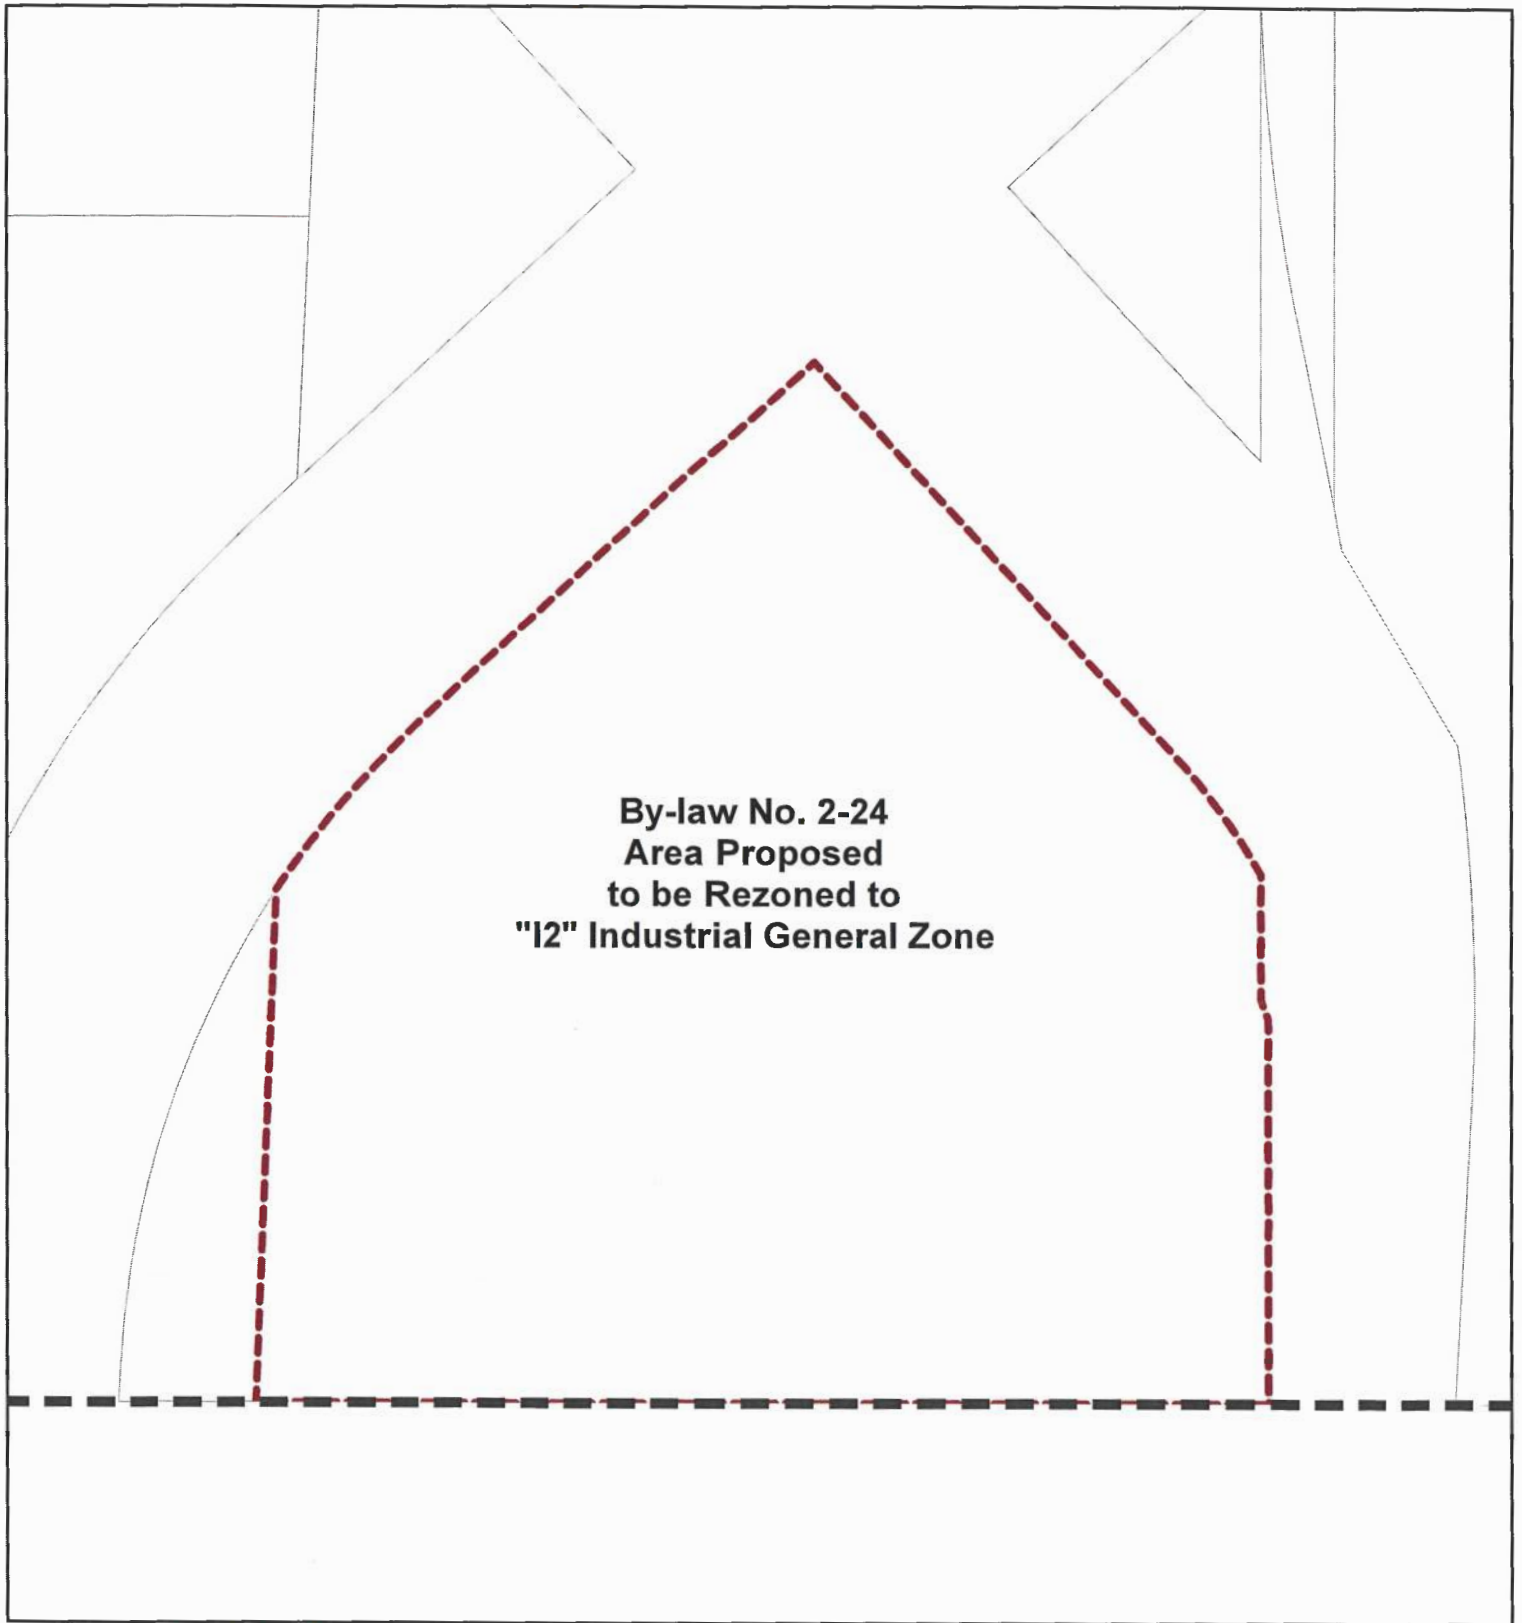 By-law No. 2-24
Area Proposed
to be Rezoned to
"I2" Industrial General Zone